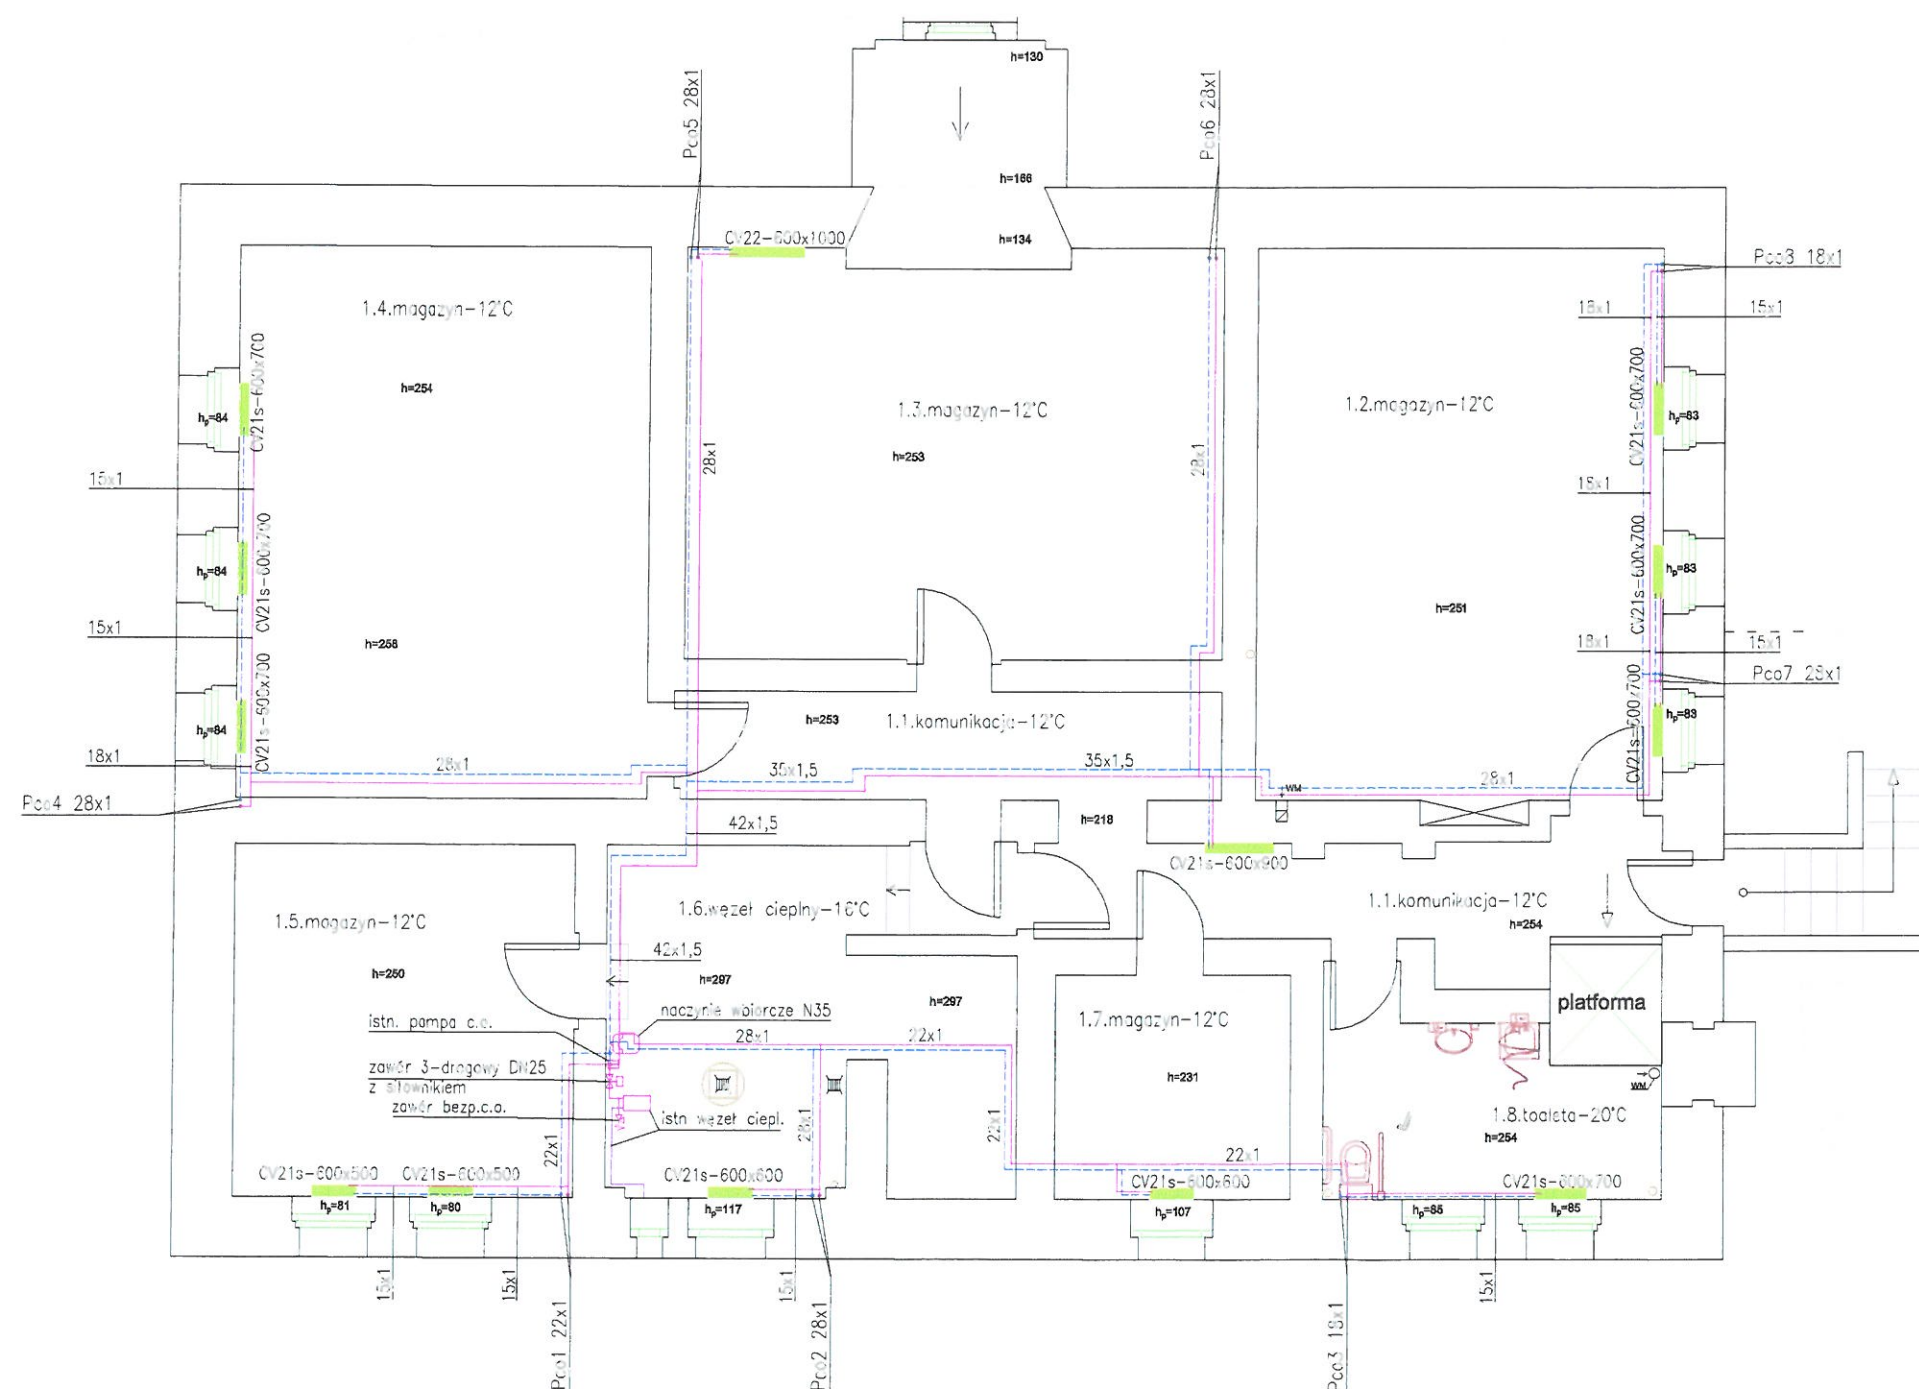 h=130
Pco5 28x1
Pco6 28x1
h=166
CV22-600x1000
h=134
Pco8 18x1
1.4.magazyn-12°C
18x1
15x1
CV21s-600x700
h=254
CV21s-600x700
hp=84
1.3.magazyn-12°C
1.2.magazyn-12°C
hp=83
28x1
h=253
28x1
15x1
18x1
CV21s-600x700
hp=84
CV21s-600x700
hp=83
h=251
15x1
h=258
18x1
15x1
Pco7 28x1
CV21s-600x700
hp=84
h=253
1.1.komunikacja-12°C
CV21s-600x700
hp=83
18x1
28x1
35x1,5
35x1,5
28x1
WM
Pco4 28x1
42x1,5
h=218
CV21s-600x900
1.5.magazyn-12°C
1.6.węzeł cieplny-16°C
1.1.komunikacja-12°C
h=254
42x1,5
h=250
h=297
h=297
platforma
istn. pompa c.o.
naczynie wbiorcze N35
1.7.magazyn-12°C
28x1
22x1
zawór 3-drogowy DN25
z siłownikiem
h=231
WM
zawór bezp.c.o.
istn węzeł ciepl.
28x1
22x1
1.8.toaleta-20°C
h=254
22x1
22x1
CV21s-600x500
CV21s-600x500
CV21s-600x600
CV21s-600x600
CV21s-600x700
hp=81
hp=80
hp=117
hp=107
hp=85
hp=85
15x1
15x1
15x1
15x1
Pco1 22x1
Pco2 28x1
Pco3 18x1